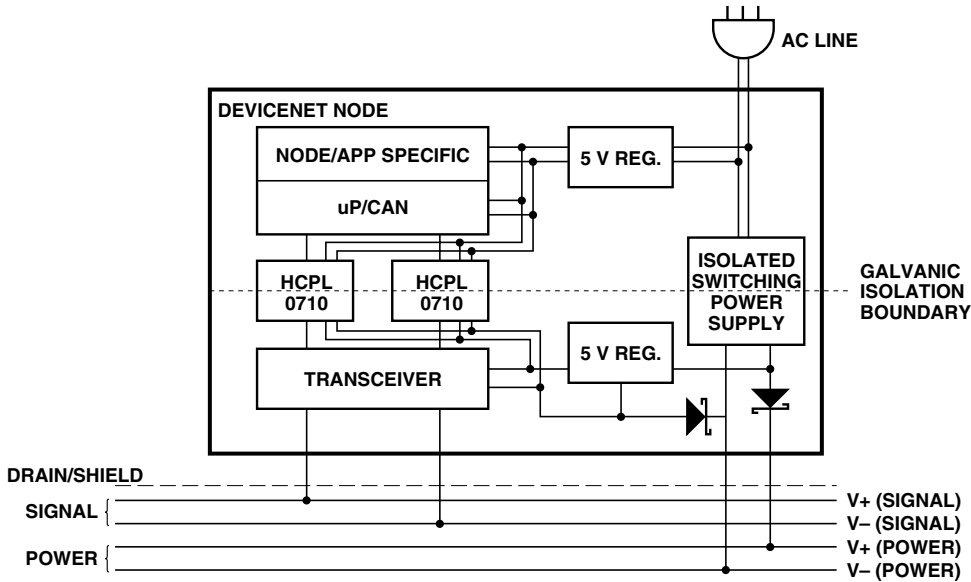 AC LINE
DEVICENET NODE
NODE/APP SPECIFIC
5 V REG.
uP/CAN
HCPL
0710
HCPL
0710
ISOLATED
SWITCHING
POWER
SUPPLY
GALVANIC
ISOLATION
BOUNDARY
5 V REG.
TRANSCEIVER
DRAIN/SHIELD
SIGNAL
V+ (SIGNAL)
V– (SIGNAL)
POWER
V+ (POWER)
V– (POWER)